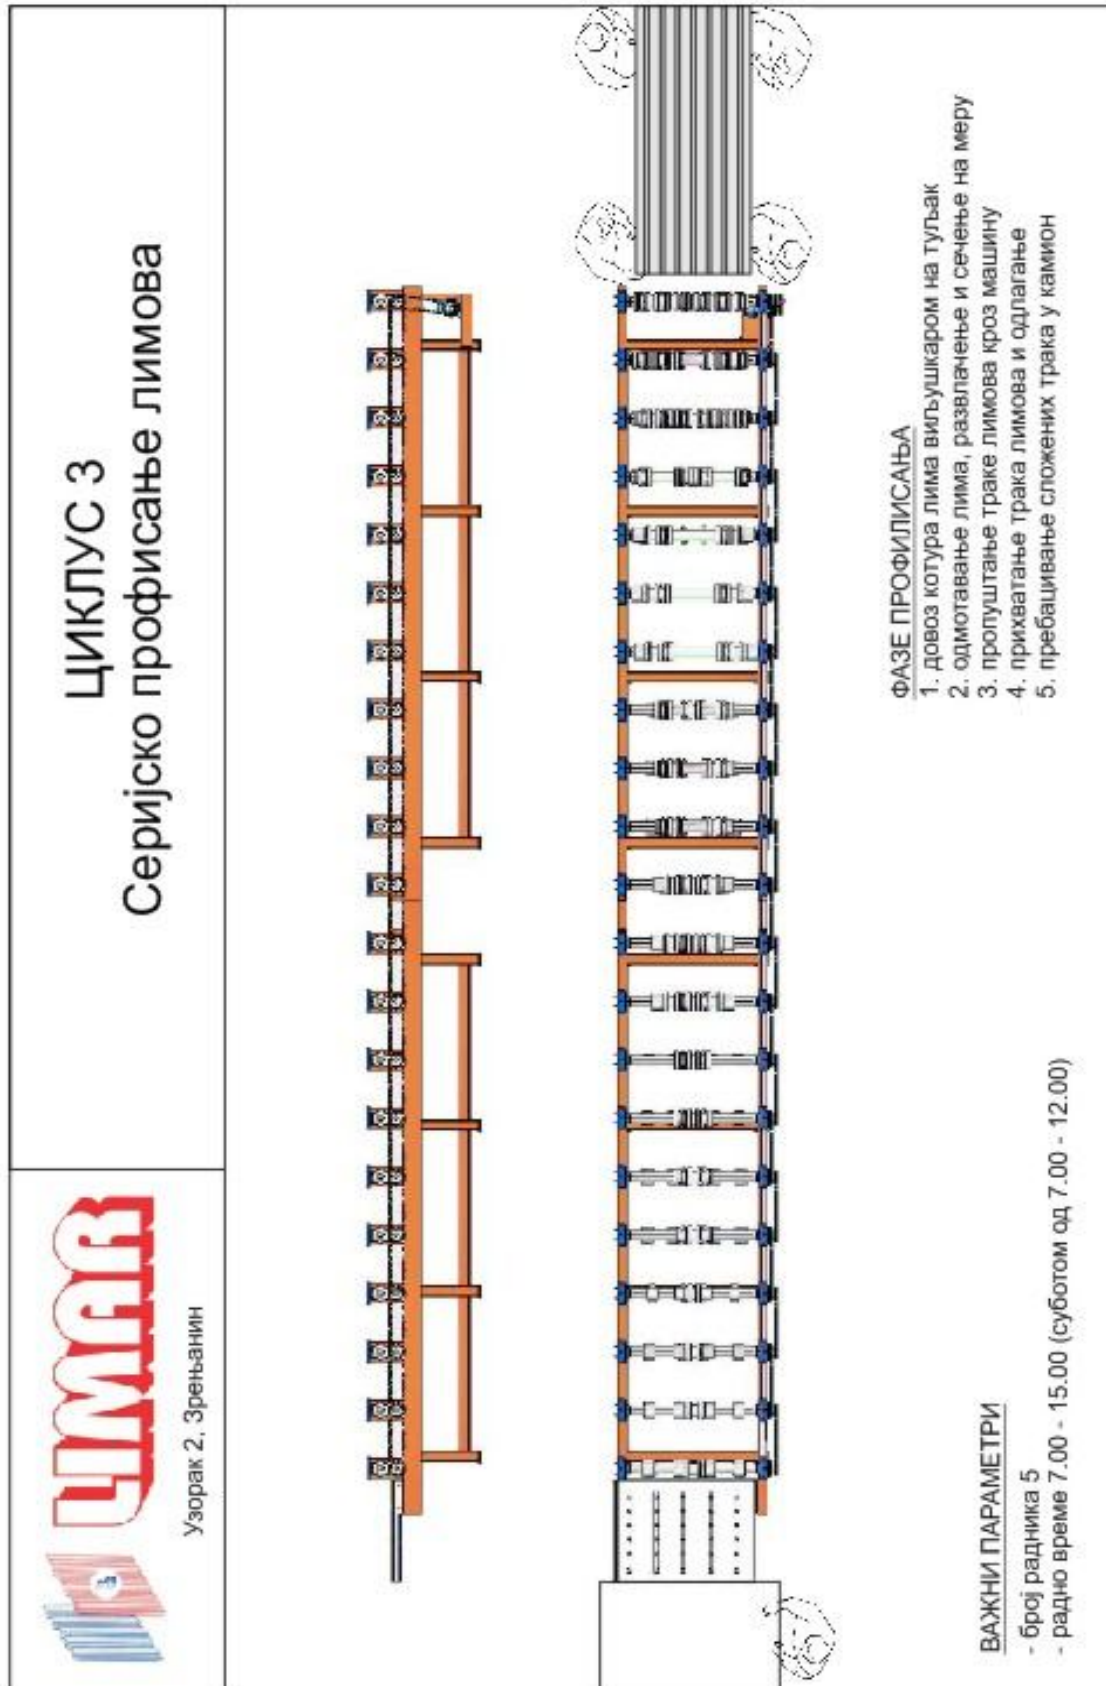 LIMAR
Узорак 2, Зрењанин
ЦИКЛУС 3
Серијско профисање лимова
ВАЖНИ ПАРАМЕТРИ
- број радника 5
- радно време 7.00 - 15.00 (суботом од 7.00 - 12.00)
ФАЗЕ ПРОФИЛИСАЊА
1. довоз котура лима виљушкаром на туљак
2. одмотавање лима, развлачење и сечење на меру
3. пропуштање траке лимова кроз машину
4. прихватање трака лимова и одлагање
5. пребацивање сложених трака у камион